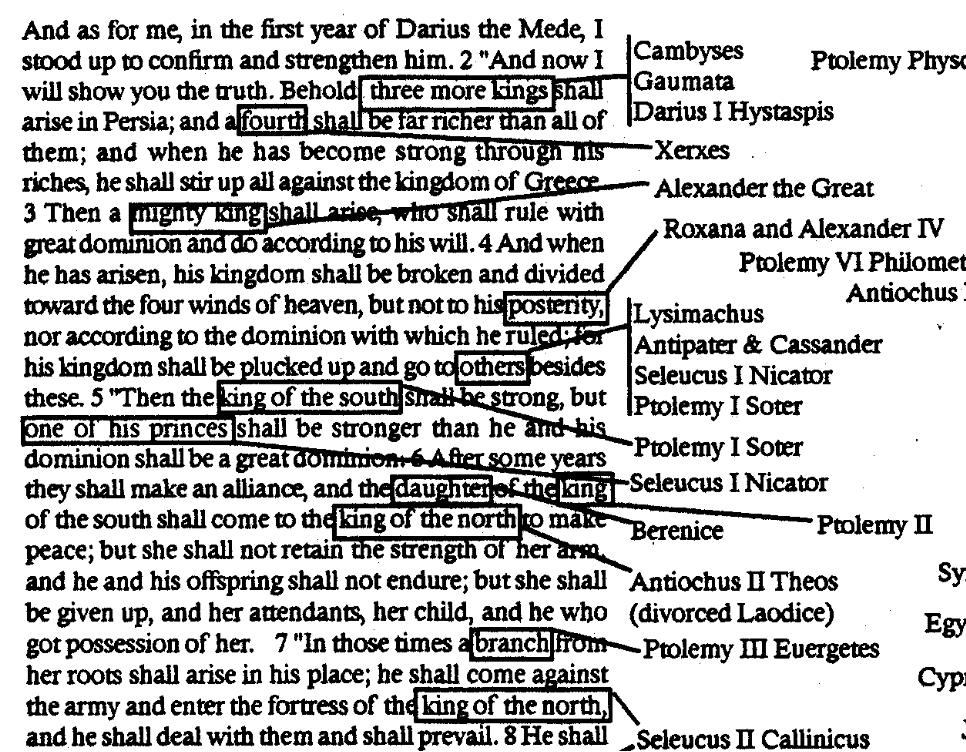 And as for me, in the first year of Darius the Mede, I
stood up to confirm and strengthen him. 2 "And now I
will show you the truth. Behold three more kings shall
arise in Persia; and a fourth shall be far richer than all of
them; and when he has become strong through his
riches, he shall stir up all against the kingdom of Greece.
3 Then a mighty king shall arise, who shall rule with
great dominion and do according to his will. 4 And when
he has arisen, his kingdom shall be broken and divided
toward the four winds of heaven, but not to his posterity,
nor according to the dominion with which he ruled; for
his kingdom shall be plucked up and go to others besides
these. 5 "Then the king of the south shall be strong, but
one of his princes shall be stronger than he and his
dominion shall be a great dominion. 6 After some years
they shall make an alliance, and the daughter of the king
of the south shall come to the king of the north to make
peace; but she shall not retain the strength of her arm,
and he and his offspring shall not endure; but she shall
be given up, and her attendants, her child, and he who
got possession of her. 7 "In those times a branch from
her roots shall arise in his place; he shall come against
the army and enter the fortress of the king of the north,
and he shall deal with them and shall prevail. 8 He shall
Cambyses
Gaumata
Darius I Hystaspis
Xerxes
Alexander the Great
Roxana and Alexander IV
Lysimachus
Antipater & Cassander
Seleucus I Nicator
Ptolemy I Soter
Ptolemy I Soter
Seleucus I Nicator
Berenice
Ptolemy II
Antiochus II Theos
(divorced Laodice)
Ptolemy III Euergetes
Seleucus II Callinicus
Ptolemy Physc
Ptolemy VI Philomet
Antiochus
Sy
Egy
Cyp